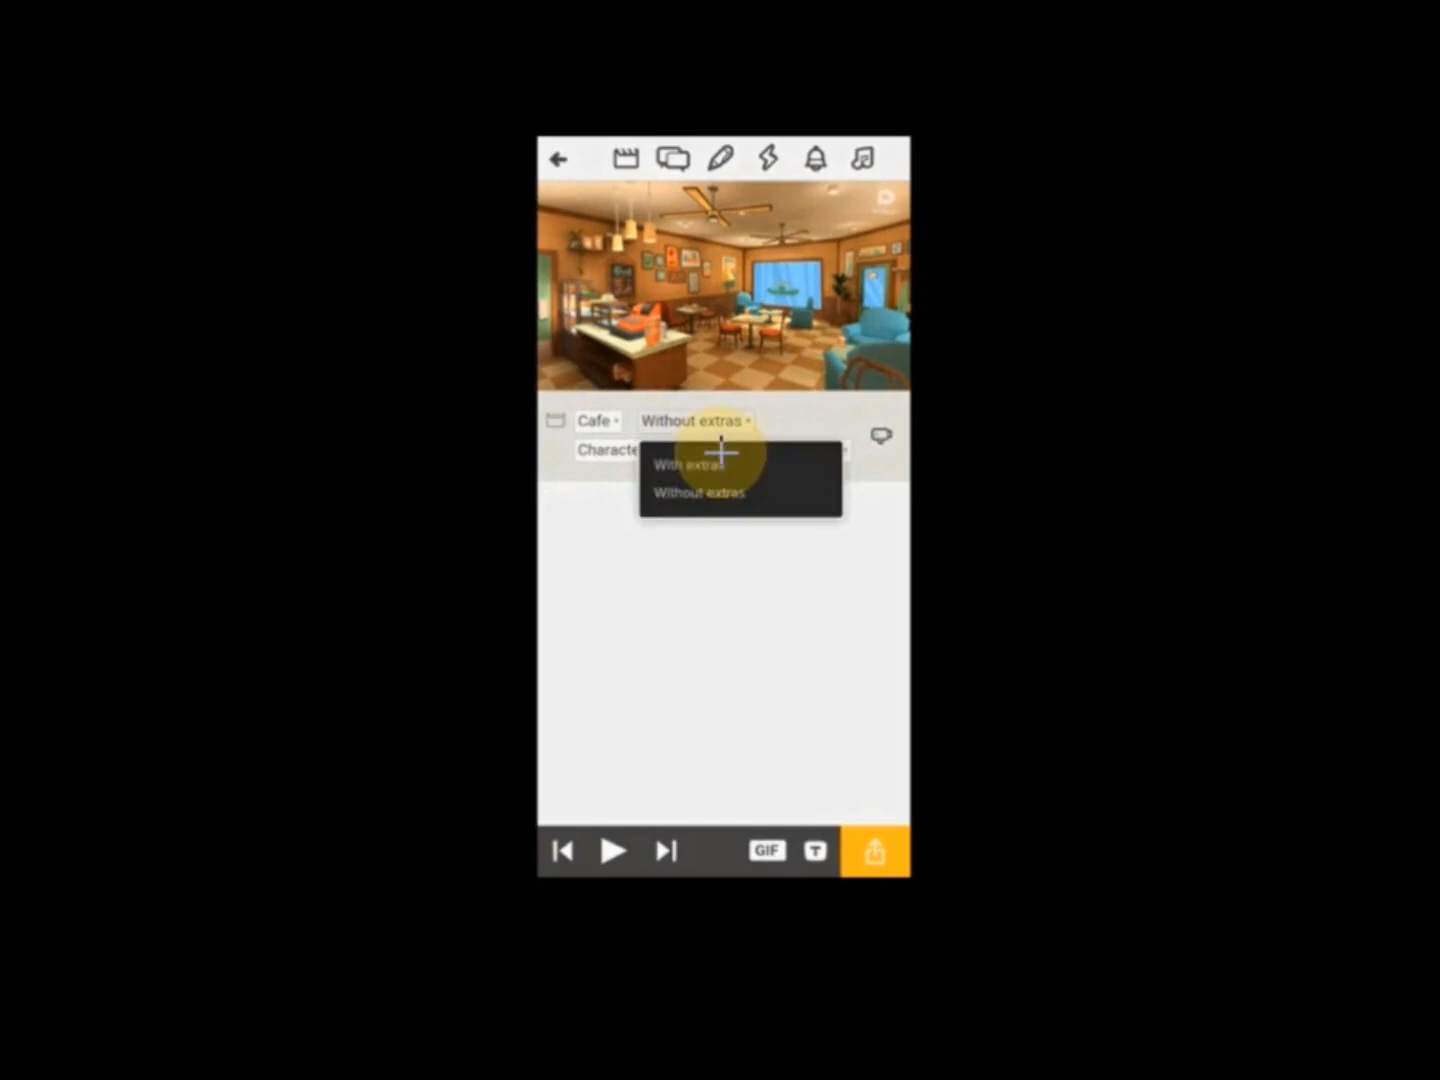 Cafe Without extras
Characte
With extras
Without extras
GIF
T